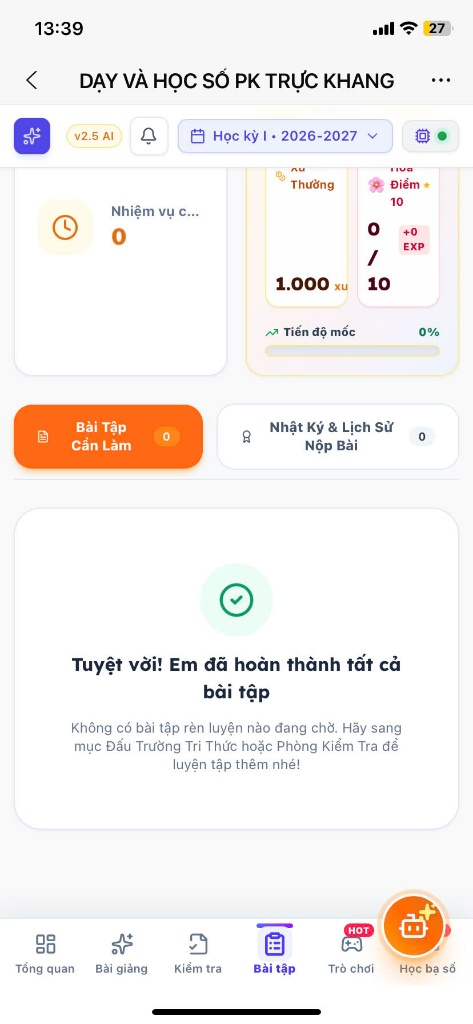 13:39
27
DẠY VÀ HỌC SỐ PK TRỰC KHANG
v2.5 AI
Học kỳ I • 2026-2027
Nhiệm vụ c...
0
Xu
Thưởng
1.000 xu
Hoa
Điểm
10
0
/
10
+0
EXP
Tiến độ mốc
0%
Bài Tập
Cần Làm
0
Nhật Ký & Lịch Sử
Nộp Bài
0
Tuyệt vời! Em đã hoàn thành tất cả
bài tập
Không có bài tập rèn luyện nào đang chờ. Hãy sang
mục Đấu Trường Tri Thức hoặc Phòng Kiểm Tra để
luyện tập thêm nhé!
HOT
Tổng quan
Bài giảng
Kiểm tra
Bài tập
Trò chơi
Học bạ số